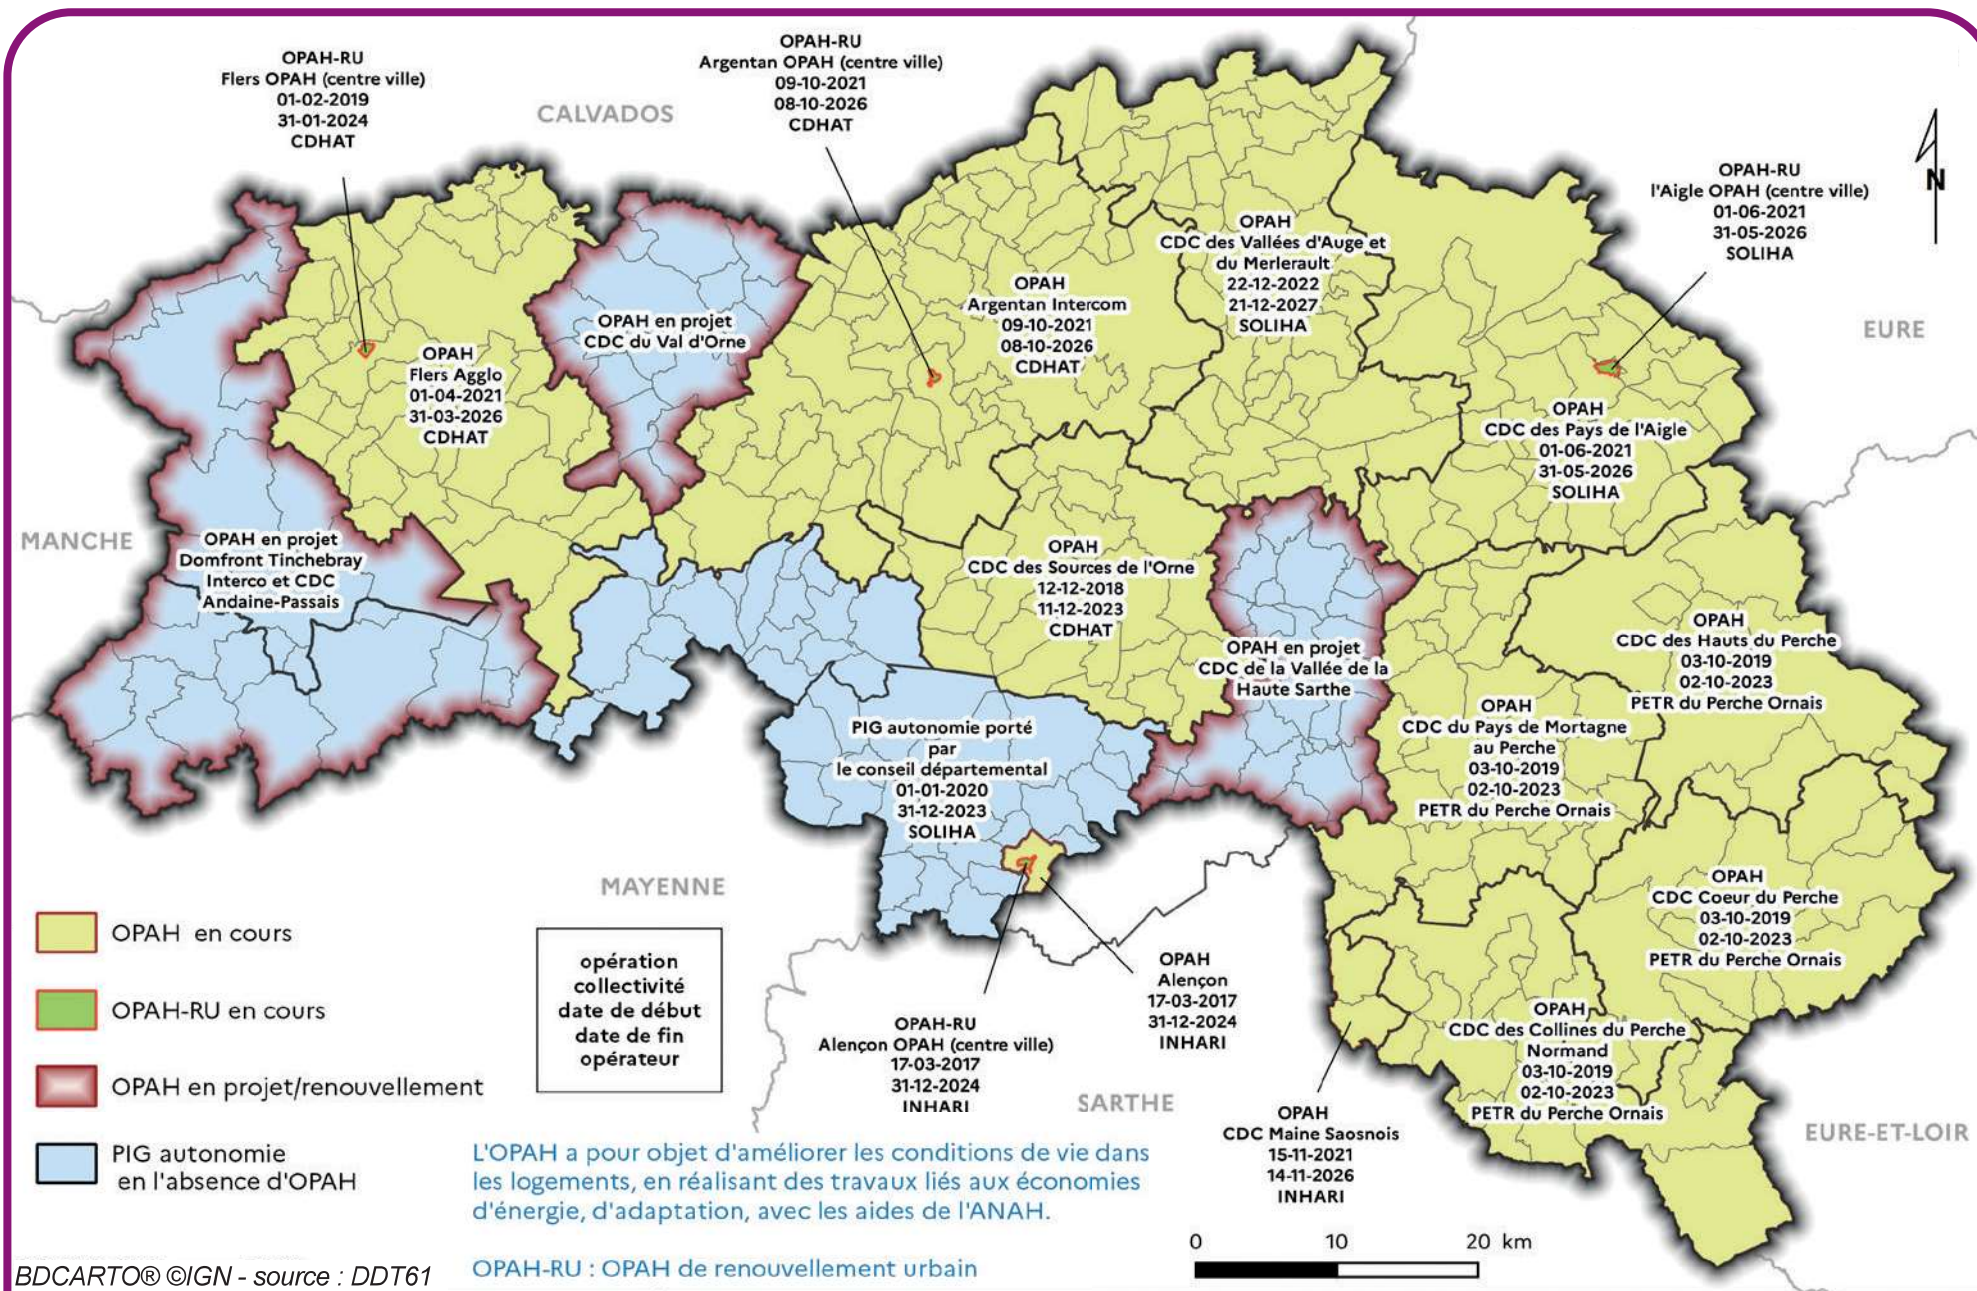 OPAH-RU
Flers OPAH (centre ville)
01-02-2019
31-01-2024
CDHAT
OPAH-RU
Argentan OPAH (centre ville)
09-10-2021
08-10-2026
CDHAT
CALVADOS
N
OPAH-RU
l'Aigle OPAH (centre ville)
01-06-2021
31-05-2026
SOLIHA
OPAH
CDC des Vallées d'Auge et
du Merlerault
22-12-2022
21-12-2027
SOLIHA
OPAH
Argentan Intercom
09-10-2021
08-10-2026
CDHAT
OPAH en projet
CDC du Val d'Orne
EURE
OPAH
Flers Agglo
01-04-2021
31-03-2026
CDHAT
OPAH
CDC des Pays de l'Aigle
01-06-2021
31-05-2026
SOLIHA
MANCHE
OPAH en projet
Domfront Tinchebray
Interco et CDC
Andaine-Passais
OPAH
CDC des Sources de l'Orne
12-12-2018
11-12-2023
CDHAT
OPAH en projet
CDC de la Vallée de la
Haute Sarthe
OPAH
CDC des Hauts du Perche
03-10-2019
02-10-2023
PETR du Perche Ornais
OPAH
CDC du Pays de Mortagne
au Perche
03-10-2019
02-10-2023
PETR du Perche Ornais
PIG autonomie porté
par
le conseil départemental
01-01-2020
31-12-2023
SOLIHA
OPAH
CDC Coeur du Perche
03-10-2019
02-10-2023
PETR du Perche Ornais
MAYENNE
OPAH
Alençon
17-03-2017
31-12-2024
INHARI
OPAH-RU
Alençon OPAH (centre ville)
17-03-2017
31-12-2024
INHARI
OPAH
CDC des Collines du Perche
Normand
03-10-2019
02-10-2023
PETR du Perche Ornais
SARTHE
OPAH
CDC Maine Saosnois
15-11-2021
14-11-2026
INHARI
EURE-ET-LOIR
OPAH en cours
OPAH-RU en cours
OPAH en projet/renouvellement
PIG autonomie
en l'absence d'OPAH
opération
collectivité
date de début
date de fin
opérateur
L'OPAH a pour objet d'améliorer les conditions de vie dans
les logements, en réalisant des travaux liés aux économies
d'énergie, d'adaptation, avec les aides de l'ANAH.
OPAH-RU : OPAH de renouvellement urbain
0 10 20 km
BDCARTO® ©IGN - source : DDT61